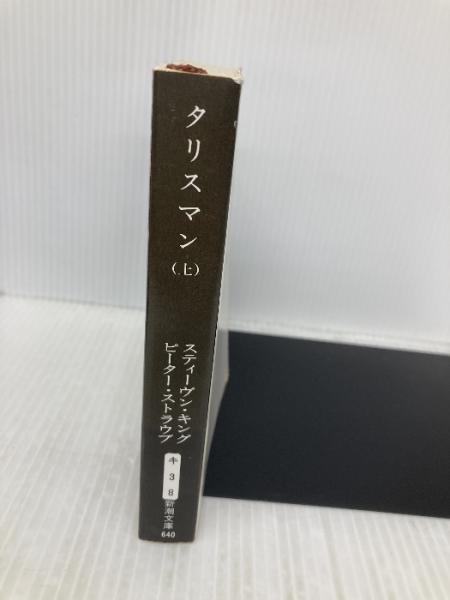 タリスマン
(上)
スティーヴン・キング
ピーター・ストラウブ
キ
3
8
新潮文庫
640